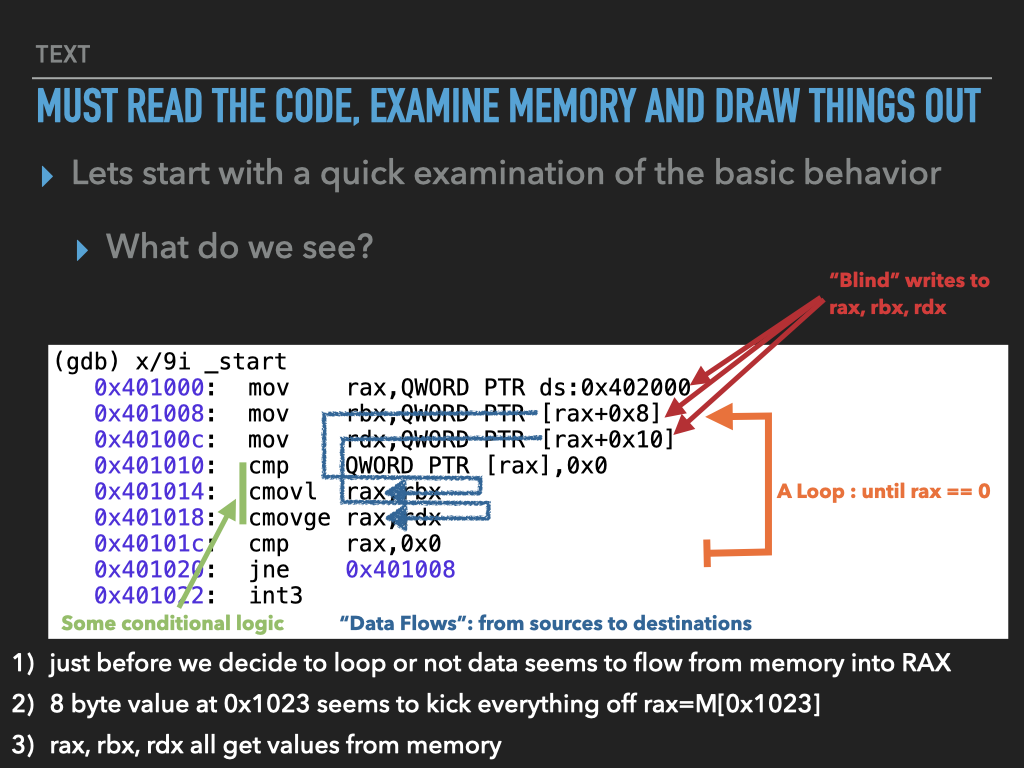 TEXT
MUST READ THE CODE, EXAMINE MEMORY AND DRAW THINGS OUT
Lets start with a quick examination of the basic behavior
What do we see?
“Blind” writes to
rax, rbx, rdx
(gdb) x/9i _start
0x401000: mov rax,QWORD PTR ds:0x402000
0x401008: mov rbx,QWORD PTR [rax+0x8]
0x40100c: mov rdx,QWORD PTR [rax+0x10]
0x401010: cmp QWORD PTR [rax],0x0
0x401014: cmovl rax,rbx
0x401018: cmovge rax,rdx
0x40101c: cmp rax,0x0
0x401020: jne 0x401008
0x401022: int3
A Loop : until rax == 0
Some conditional logic
“Data Flows”: from sources to destinations
1) just before we decide to loop or not data seems to flow from memory into RAX
2) 8 byte value at 0x1023 seems to kick everything off rax=M[0x1023]
3) rax, rbx, rdx all get values from memory